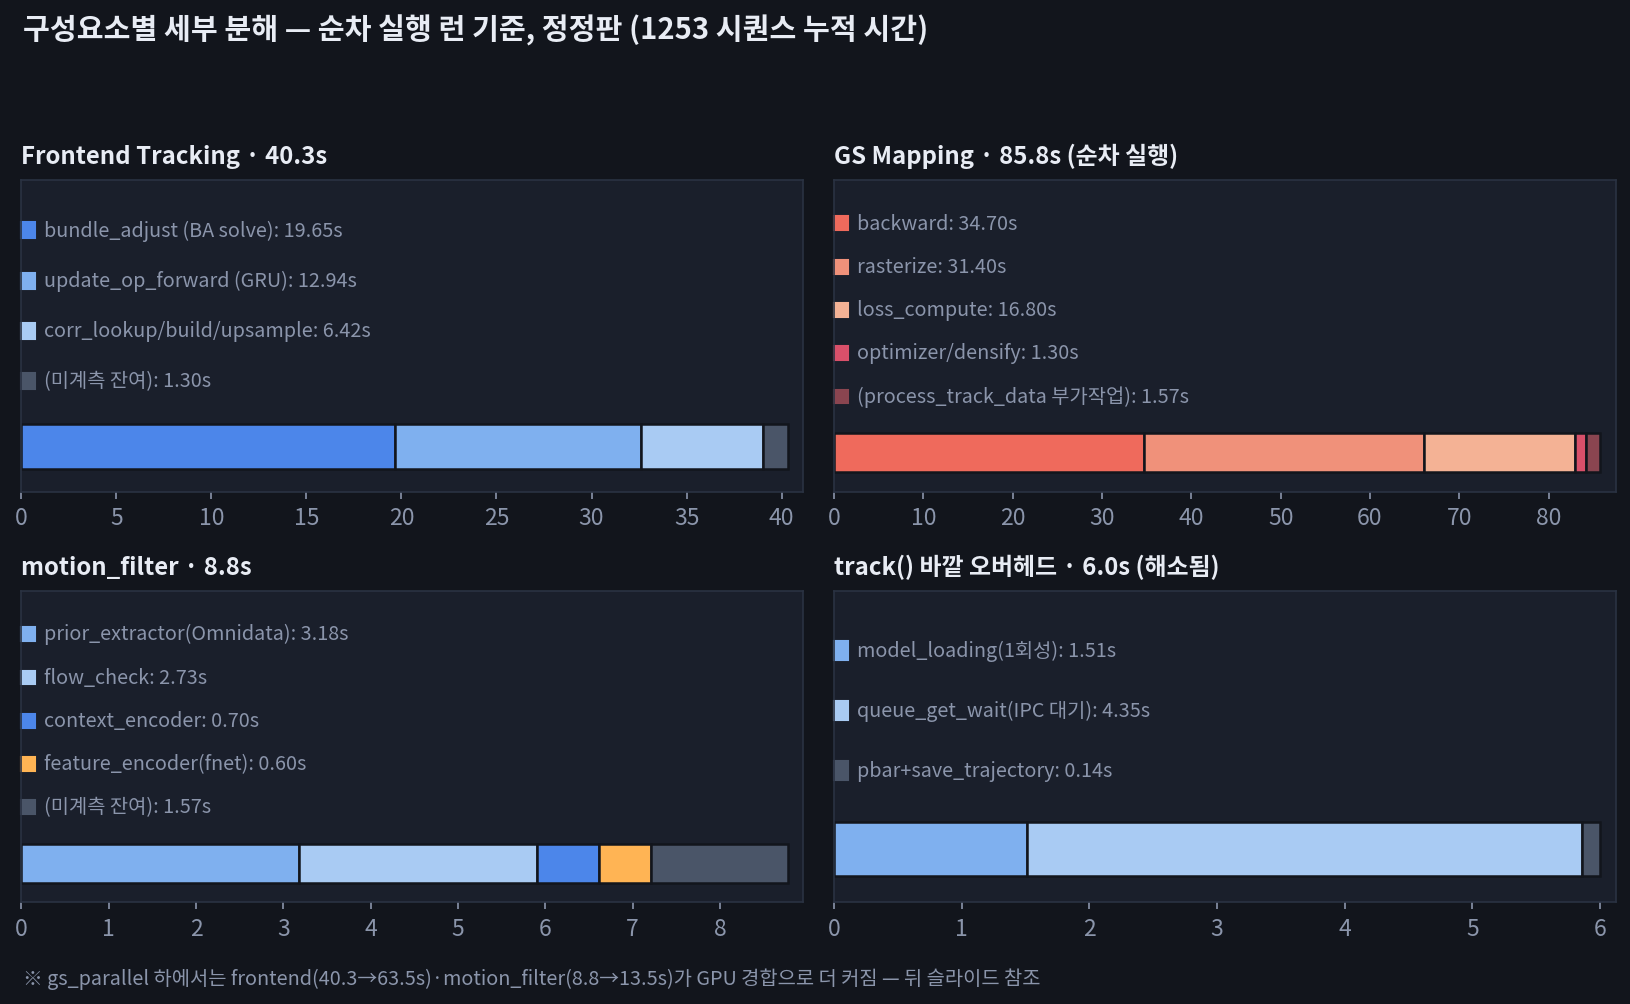 구성요소별 세부 분해 — 순차 실행 런 기준, 정정판 (1253 시퀀스 누적 시간)
Frontend Tracking · 40.3s
bundle_adjust (BA solve): 19.65s
update_op_forward (GRU): 12.94s
corr_lookup/build/upsample: 6.42s
(미계측 잔여): 1.30s
0 5 10 15 20 25 30 35 40
GS Mapping · 85.8s (순차 실행)
backward: 34.70s
rasterize: 31.40s
loss_compute: 16.80s
optimizer/densify: 1.30s
(process_track_data 부가작업): 1.57s
0 10 20 30 40 50 60 70 80
motion_filter · 8.8s
prior_extractor(Omnidata): 3.18s
flow_check: 2.73s
context_encoder: 0.70s
feature_encoder(fnet): 0.60s
(미계측 잔여): 1.57s
0 1 2 3 4 5 6 7 8
track() 바깥 오버헤드 · 6.0s (해소됨)
model_loading(1회성): 1.51s
queue_get_wait(IPC 대기): 4.35s
pbar+save_trajectory: 0.14s
0 1 2 3 4 5 6
※ gs_parallel 하에서는 frontend(40.3→63.5s)·motion_filter(8.8→13.5s)가 GPU 경합으로 더 커짐 — 뒤 슬라이드 참조